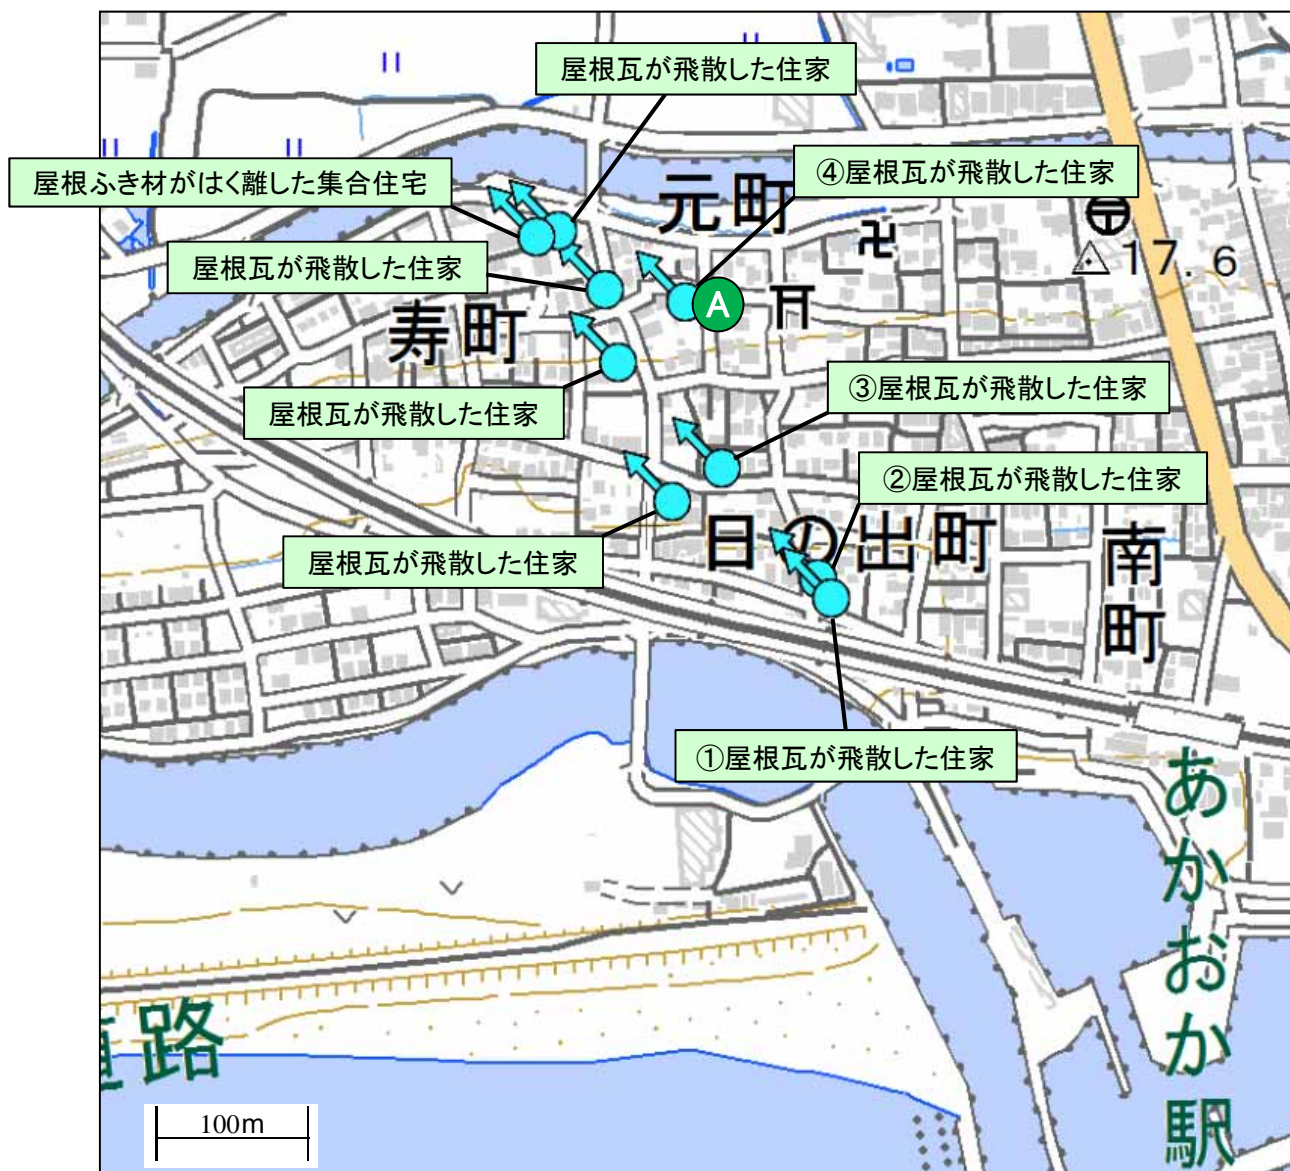 屋根瓦が飛散した住家
屋根ふき材がはく離した集合住宅
④屋根瓦が飛散した住家
元町
17.6
屋根瓦が飛散した住家
A
寿町
屋根瓦が飛散した住家
③屋根瓦が飛散した住家
②屋根瓦が飛散した住家
日の出町
南町
屋根瓦が飛散した住家
①屋根瓦が飛散した住家
あかおか駅
道路
100m